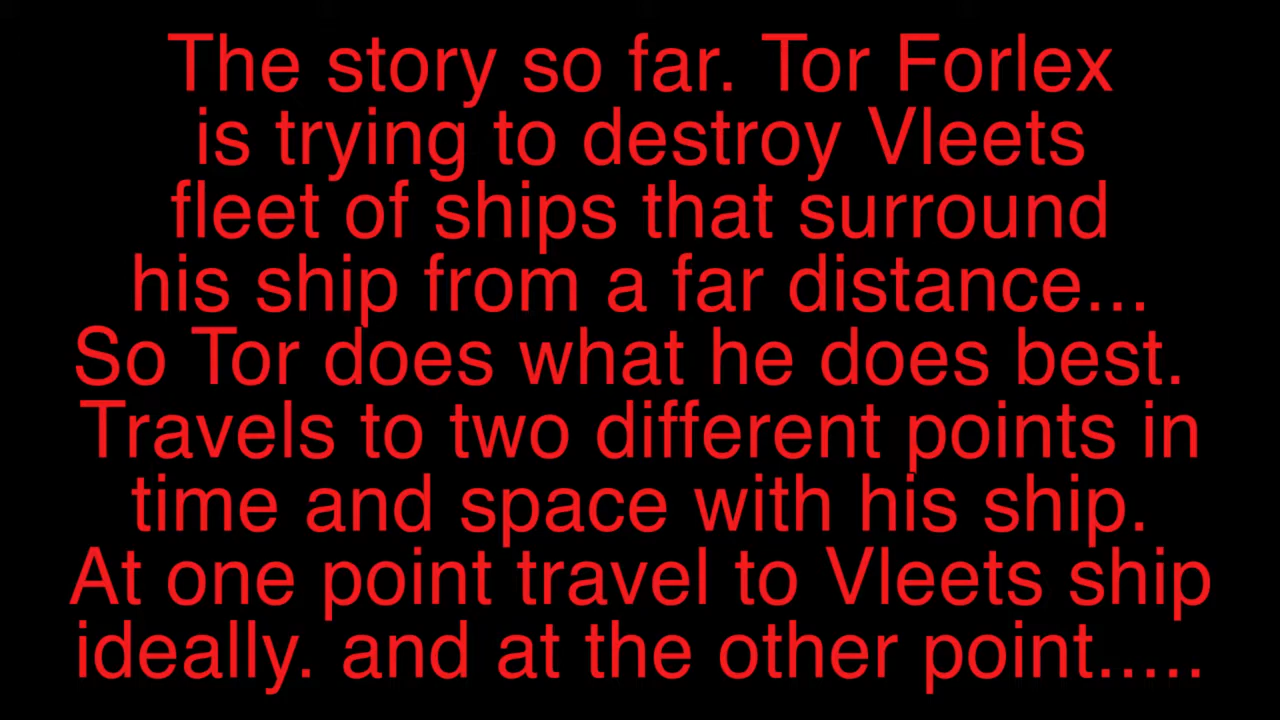 The story so far. Tor Forlex
is trying to destroy Vleets
fleet of ships that surround
his ship from a far distance...
So Tor does what he does best.
Travels to two different points in
time and space with his ship.
At one point travel to Vleets ship
ideally. and at the other point.....